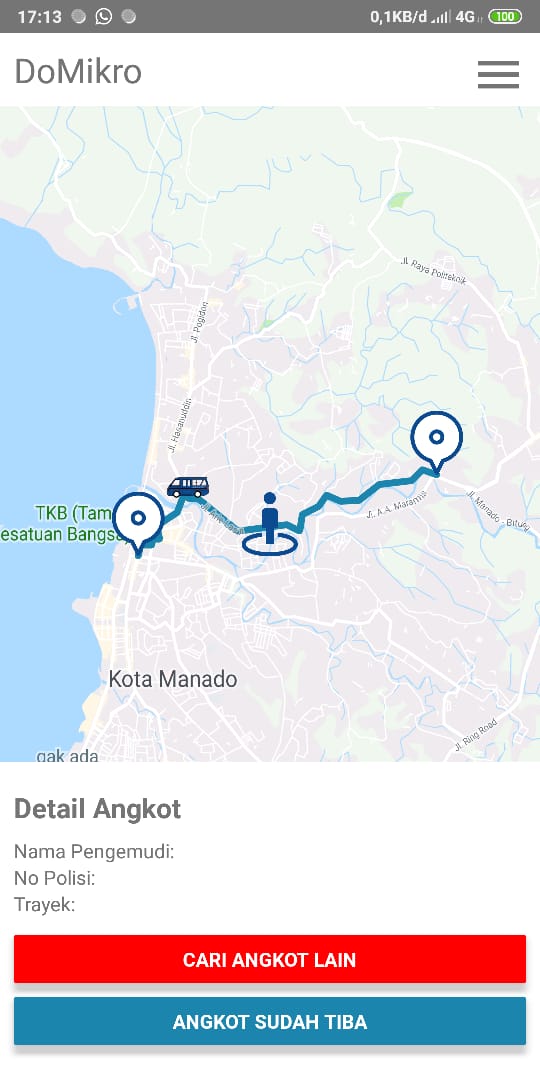 17:13
0,1KB/d 4G 100
DoMikro
Jl. Raya Politeknik
Jl. Pogidon
Jl. Hasanuddin
TKB (Tam
esatuan Bangsa
Jl. A.A. Maramis
Jl. Manado - Bitung
Kota Manado
Jl. Ring Road
gak ada
Detail Angkot
Nama Pengemudi:
No Polisi:
Trayek:
CARI ANGKOT LAIN
ANGKOT SUDAH TIBA